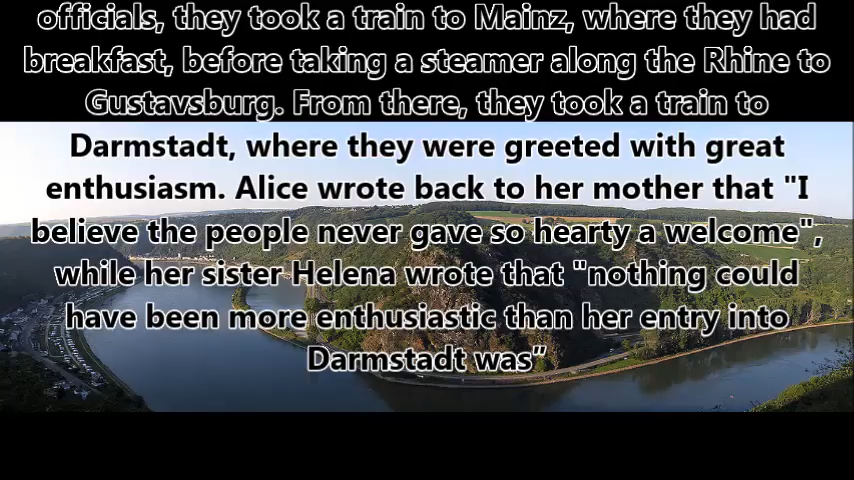 officials, they took a train to Mainz, where they had
breakfast, before taking a steamer along the Rhine to
Gustavsburg. From there, they took a train to
Darmstadt, where they were greeted with great
enthusiasm. Alice wrote back to her mother that "I
believe the people never gave so hearty a welcome",
while her sister Helena wrote that "nothing could
have been more enthusiastic than her entry into
Darmstadt was”